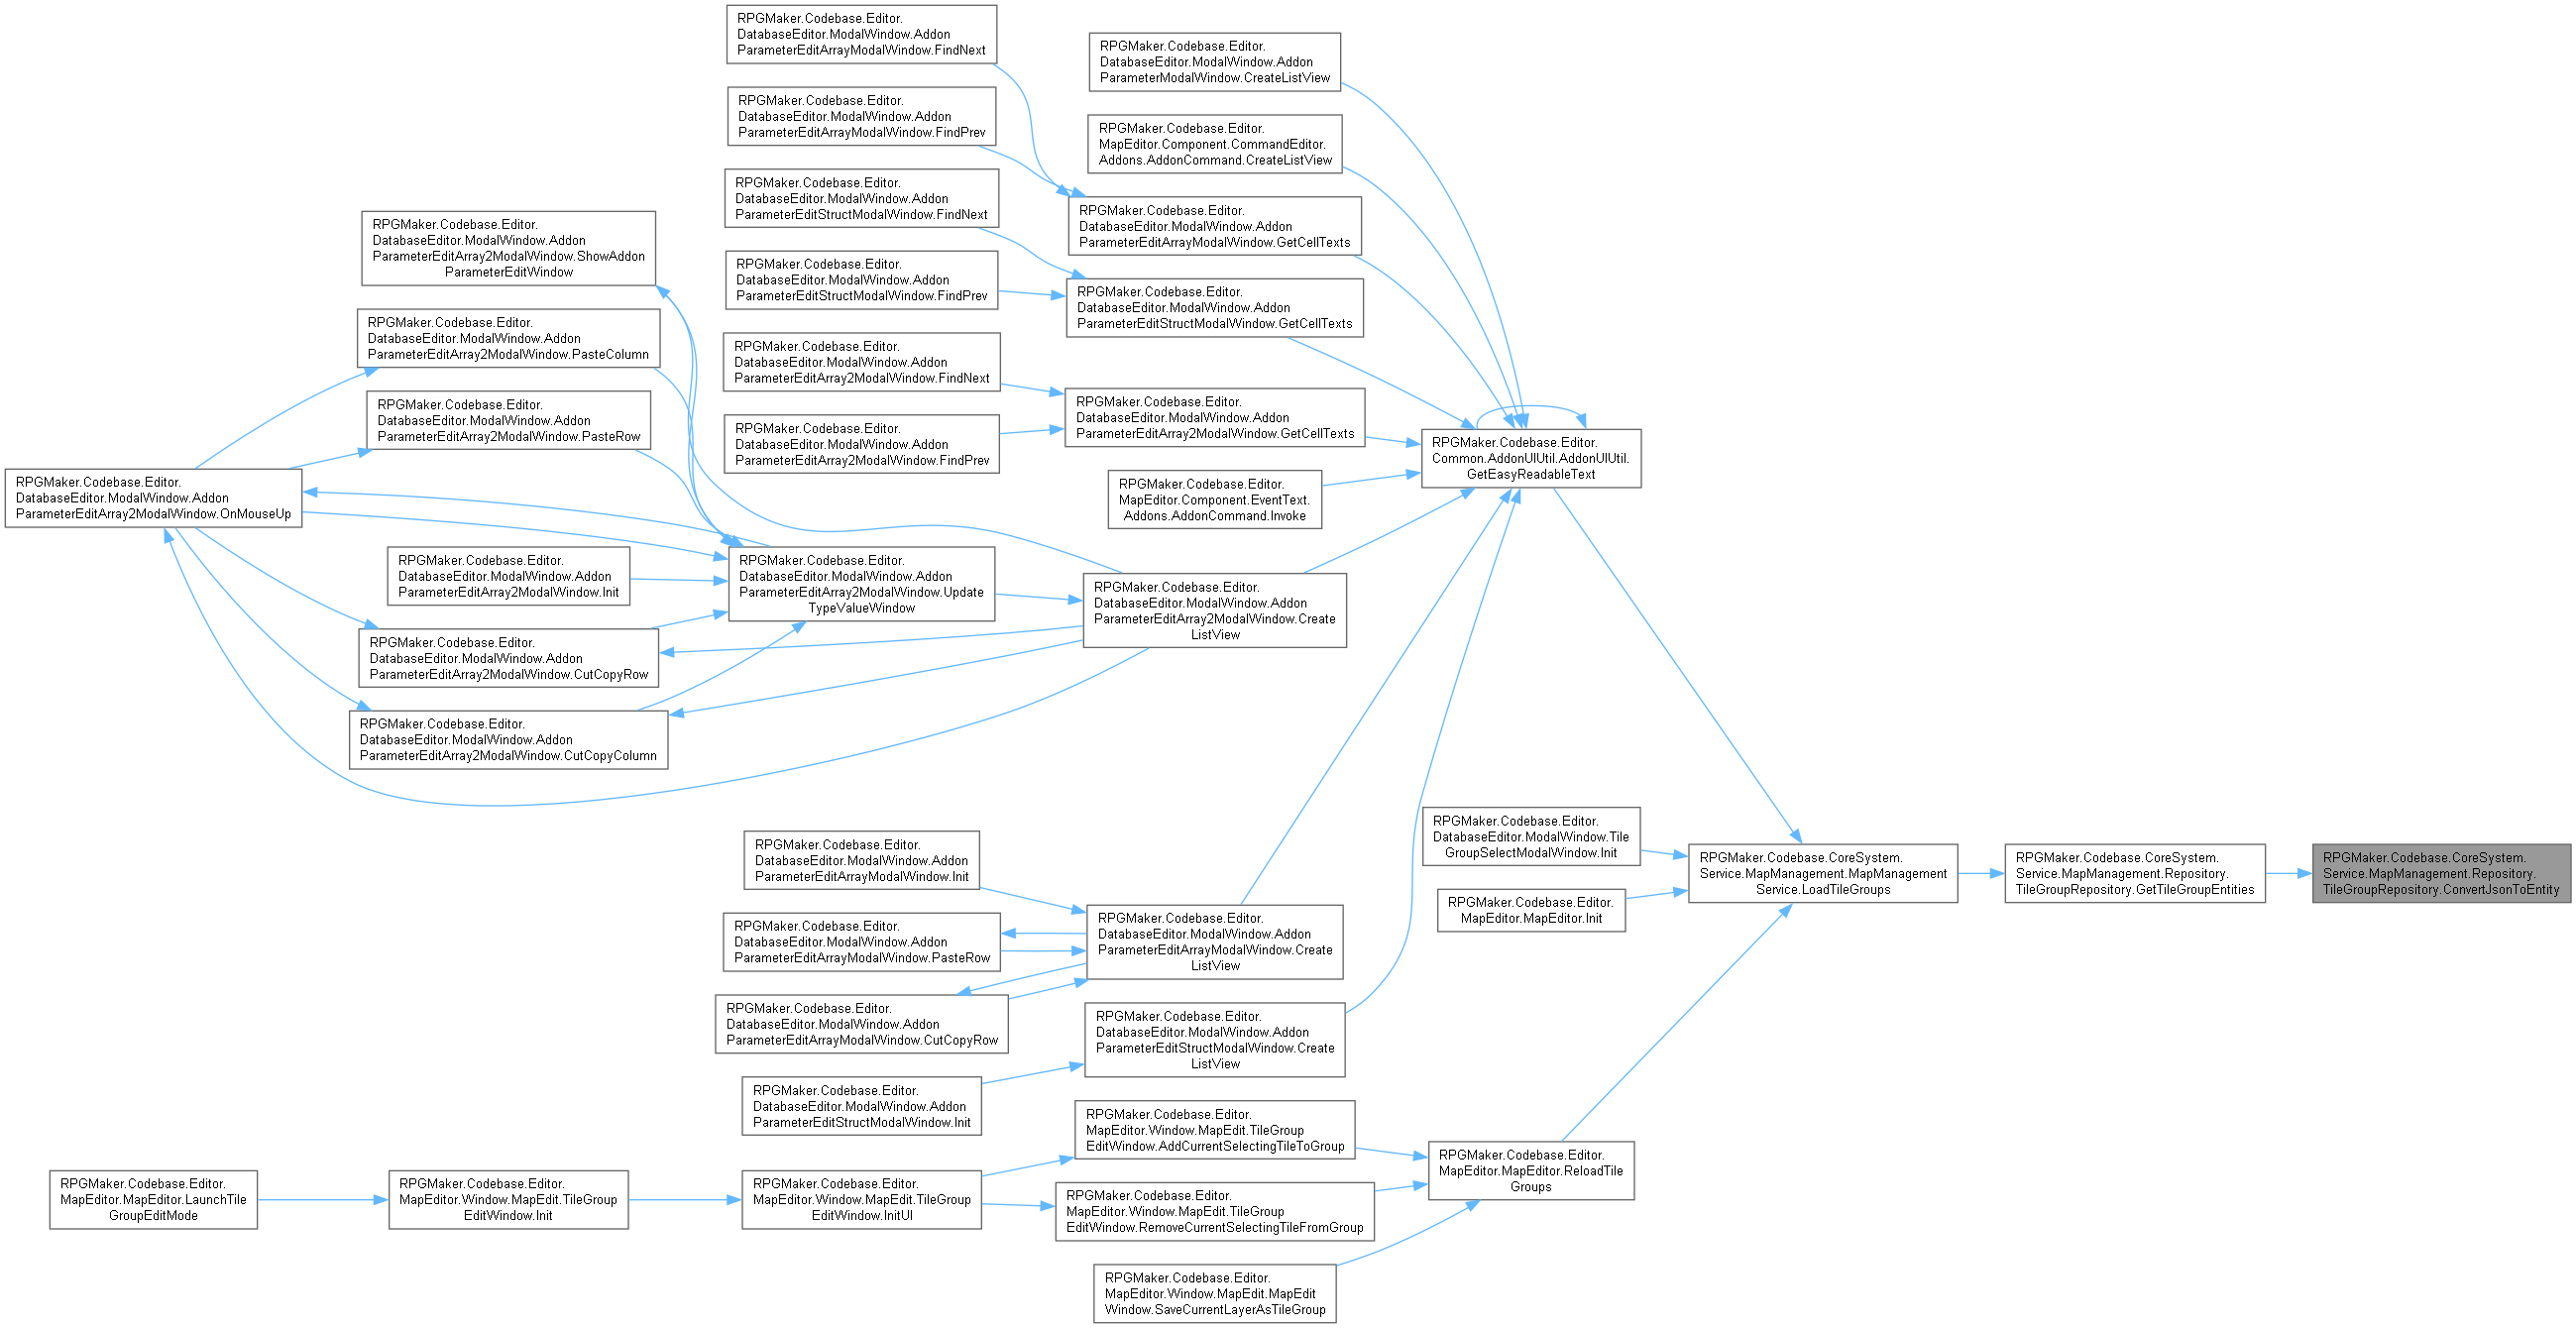 RPGMaker.Codebase.Editor.
DatabaseEditor.ModalWindow.Addon
ParameterEditArrayModalWindow.FindNext
RPGMaker.Codebase.Editor.
DatabaseEditor.ModalWindow.Addon
ParameterModalWindow.CreateListView
RPGMaker.Codebase.Editor.
DatabaseEditor.ModalWindow.Addon
ParameterEditArrayModalWindow.FindPrev
RPGMaker.Codebase.Editor.
MapEditor.Component.CommandEditor.
Addons.AddonCommand.CreateListView
RPGMaker.Codebase.Editor.
DatabaseEditor.ModalWindow.Addon
ParameterEditStructModalWindow.FindNext
RPGMaker.Codebase.Editor.
DatabaseEditor.ModalWindow.Addon
ParameterEditArrayModalWindow.GetCellTexts
RPGMaker.Codebase.Editor.
DatabaseEditor.ModalWindow.Addon
ParameterEditArray2ModalWindow.ShowAddon
ParameterEditWindow
RPGMaker.Codebase.Editor.
DatabaseEditor.ModalWindow.Addon
ParameterEditStructModalWindow.FindPrev
RPGMaker.Codebase.Editor.
DatabaseEditor.ModalWindow.Addon
ParameterEditStructModalWindow.GetCellTexts
RPGMaker.Codebase.Editor.
DatabaseEditor.ModalWindow.Addon
ParameterEditArray2ModalWindow.PasteColumn
RPGMaker.Codebase.Editor.
DatabaseEditor.ModalWindow.Addon
ParameterEditArray2ModalWindow.FindNext
RPGMaker.Codebase.Editor.
DatabaseEditor.ModalWindow.Addon
ParameterEditArray2ModalWindow.PasteRow
RPGMaker.Codebase.Editor.
DatabaseEditor.ModalWindow.Addon
ParameterEditArray2ModalWindow.GetCellTexts
RPGMaker.Codebase.Editor.
DatabaseEditor.ModalWindow.Addon
ParameterEditArray2ModalWindow.FindPrev
RPGMaker.Codebase.Editor.
Common.AddonUIUtil.AddonUIUtil.
GetEasyReadableText
RPGMaker.Codebase.Editor.
DatabaseEditor.ModalWindow.Addon
ParameterEditArray2ModalWindow.OnMouseUp
RPGMaker.Codebase.Editor.
MapEditor.Component.EventText.
Addons.AddonCommand.Invoke
RPGMaker.Codebase.Editor.
DatabaseEditor.ModalWindow.Addon
ParameterEditArray2ModalWindow.Init
RPGMaker.Codebase.Editor.
DatabaseEditor.ModalWindow.Addon
ParameterEditArray2ModalWindow.Update
TypeValueWindow
RPGMaker.Codebase.Editor.
DatabaseEditor.ModalWindow.Addon
ParameterEditArray2ModalWindow.Create
ListView
RPGMaker.Codebase.Editor.
DatabaseEditor.ModalWindow.Addon
ParameterEditArray2ModalWindow.CutCopyRow
RPGMaker.Codebase.Editor.
DatabaseEditor.ModalWindow.Addon
ParameterEditArray2ModalWindow.CutCopyColumn
RPGMaker.Codebase.Editor.
DatabaseEditor.ModalWindow.Tile
GroupSelectModalWindow.Init
RPGMaker.Codebase.Editor.
DatabaseEditor.ModalWindow.Addon
ParameterEditArrayModalWindow.Init
RPGMaker.Codebase.CoreSystem.
Service.MapManagement.MapManagement
Service.LoadTileGroups
RPGMaker.Codebase.CoreSystem.
Service.MapManagement.Repository.
TileGroupRepository.GetTileGroupEntities
RPGMaker.Codebase.CoreSystem.
Service.MapManagement.Repository.
TileGroupRepository.ConvertJsonToEntity
RPGMaker.Codebase.Editor.
MapEditor.MapEditor.Init
RPGMaker.Codebase.Editor.
DatabaseEditor.ModalWindow.Addon
ParameterEditArrayModalWindow.PasteRow
RPGMaker.Codebase.Editor.
DatabaseEditor.ModalWindow.Addon
ParameterEditArrayModalWindow.Create
ListView
RPGMaker.Codebase.Editor.
DatabaseEditor.ModalWindow.Addon
ParameterEditArrayModalWindow.CutCopyRow
RPGMaker.Codebase.Editor.
DatabaseEditor.ModalWindow.Addon
ParameterEditStructModalWindow.Create
ListView
RPGMaker.Codebase.Editor.
DatabaseEditor.ModalWindow.Addon
ParameterEditStructModalWindow.Init
RPGMaker.Codebase.Editor.
MapEditor.Window.MapEdit.TileGroup
EditWindow.AddCurrentSelectingTileToGroup
RPGMaker.Codebase.Editor.
MapEditor.MapEditor.ReloadTile
Groups
RPGMaker.Codebase.Editor.
MapEditor.MapEditor.LaunchTile
GroupEditMode
RPGMaker.Codebase.Editor.
MapEditor.Window.MapEdit.TileGroup
EditWindow.Init
RPGMaker.Codebase.Editor.
MapEditor.Window.MapEdit.TileGroup
EditWindow.InitUI
RPGMaker.Codebase.Editor.
MapEditor.Window.MapEdit.TileGroup
EditWindow.RemoveCurrentSelectingTileFromGroup
RPGMaker.Codebase.Editor.
MapEditor.Window.MapEdit.MapEdit
Window.SaveCurrentLayerAsTileGroup